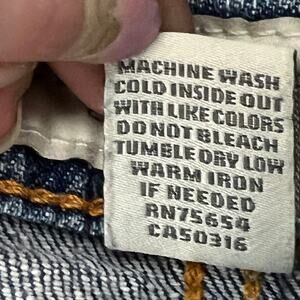 MACHINE WASH
COLD INSIDE OUT
WITH LIKE COLORS
DO NOT BLEACH
TUMBLE DRY LOW
WARM IRON
IF NEEDED
RN75654
CA50316